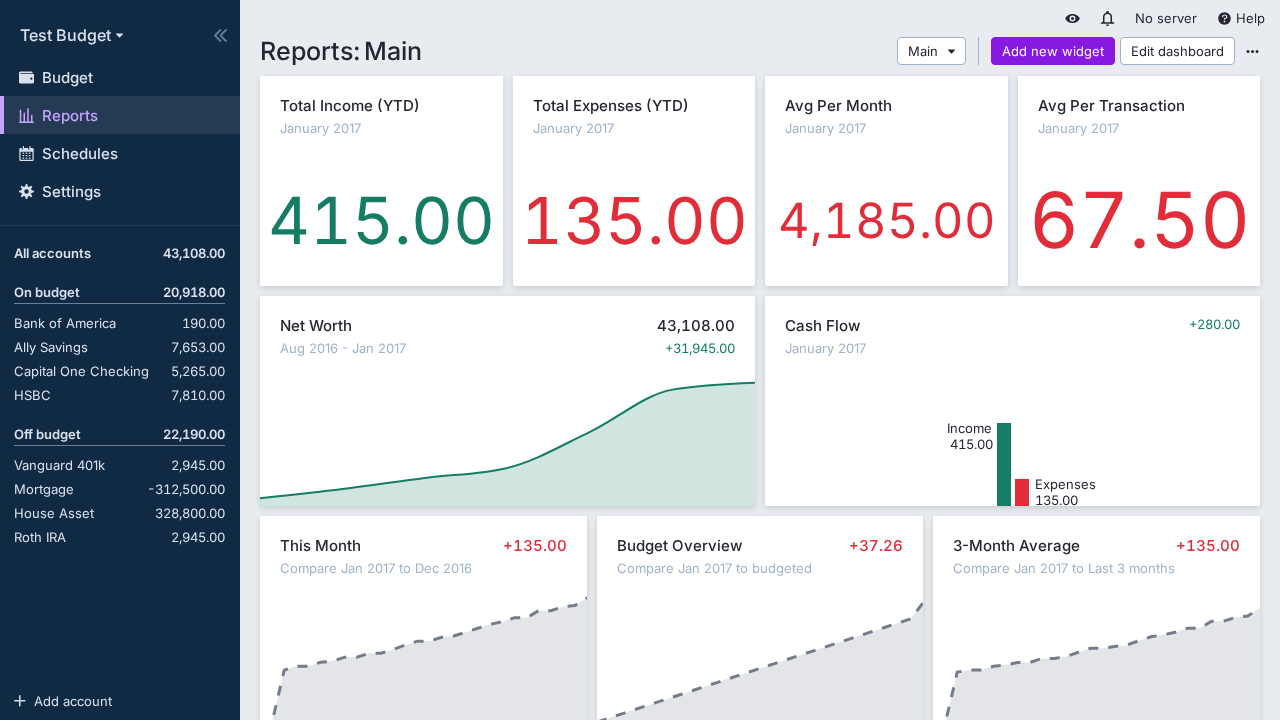 Test Budget
Budget
Reports
Schedules
Settings
All accounts 43,108.00
On budget 20,918.00
Bank of America 190.00
Ally Savings 7,653.00
Capital One Checking 5,265.00
HSBC 7,810.00
Off budget 22,190.00
Vanguard 401k 2,945.00
Mortgage -312,500.00
House Asset 328,800.00
Roth IRA 2,945.00
Add account
No server
Help
Reports: Main
Main
Add new widget
Edit dashboard
Total Income (YTD)
January 2017
415.00
Total Expenses (YTD)
January 2017
135.00
Avg Per Month
January 2017
4,185.00
Avg Per Transaction
January 2017
67.50
Net Worth 43,108.00
Aug 2016 - Jan 2017 +31,945.00
Cash Flow +280.00
January 2017
Income
415.00
Expenses
135.00
This Month +135.00
Compare Jan 2017 to Dec 2016
Budget Overview +37.26
Compare Jan 2017 to budgeted
3-Month Average +135.00
Compare Jan 2017 to Last 3 months